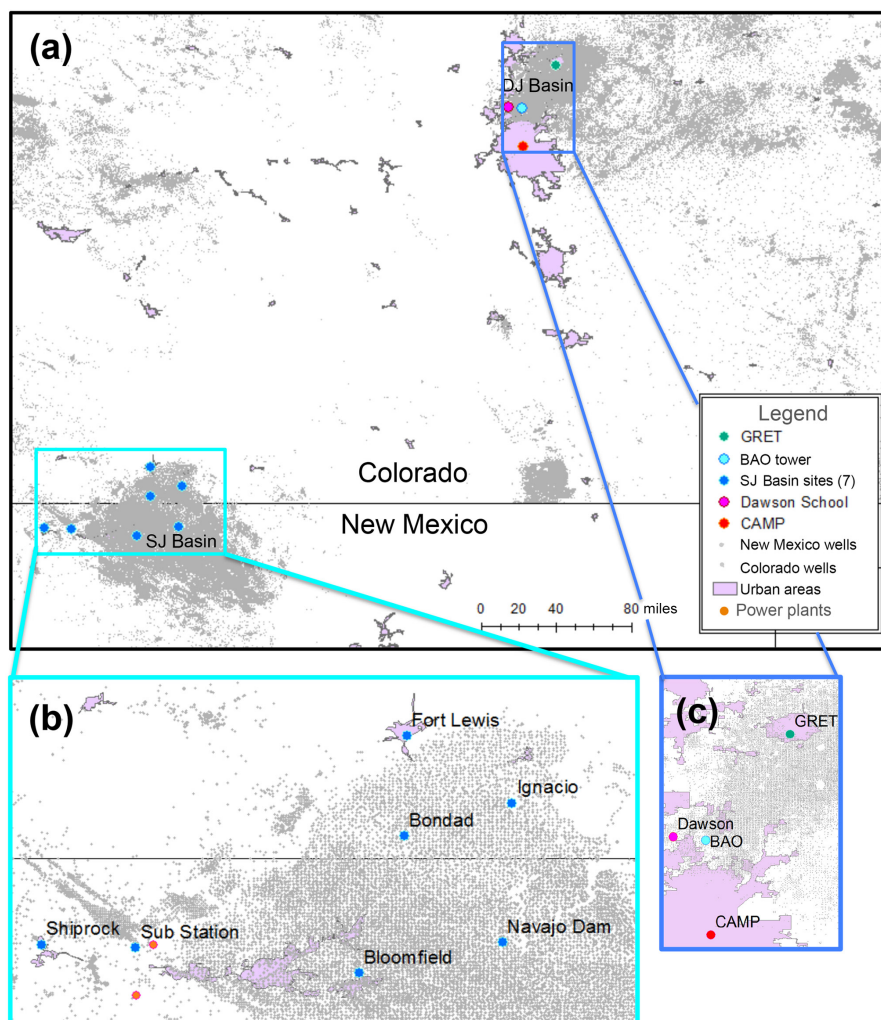 (a)
DJ Basin
Colorado
New Mexico
SJ Basin
0 40 80 miles
Legend
GRET
BAO tower
SJ Basin sites (7)
Dawson School
CAMP
New Mexico wells
Colorado wells
Urban areas
Power plants
(b)
Fort Lewis
Ignacio
Bondad
Shiprock
Sub Station
Navajo Dam
Bloomfield
(c)
GRET
Dawson
BAO
CAMP